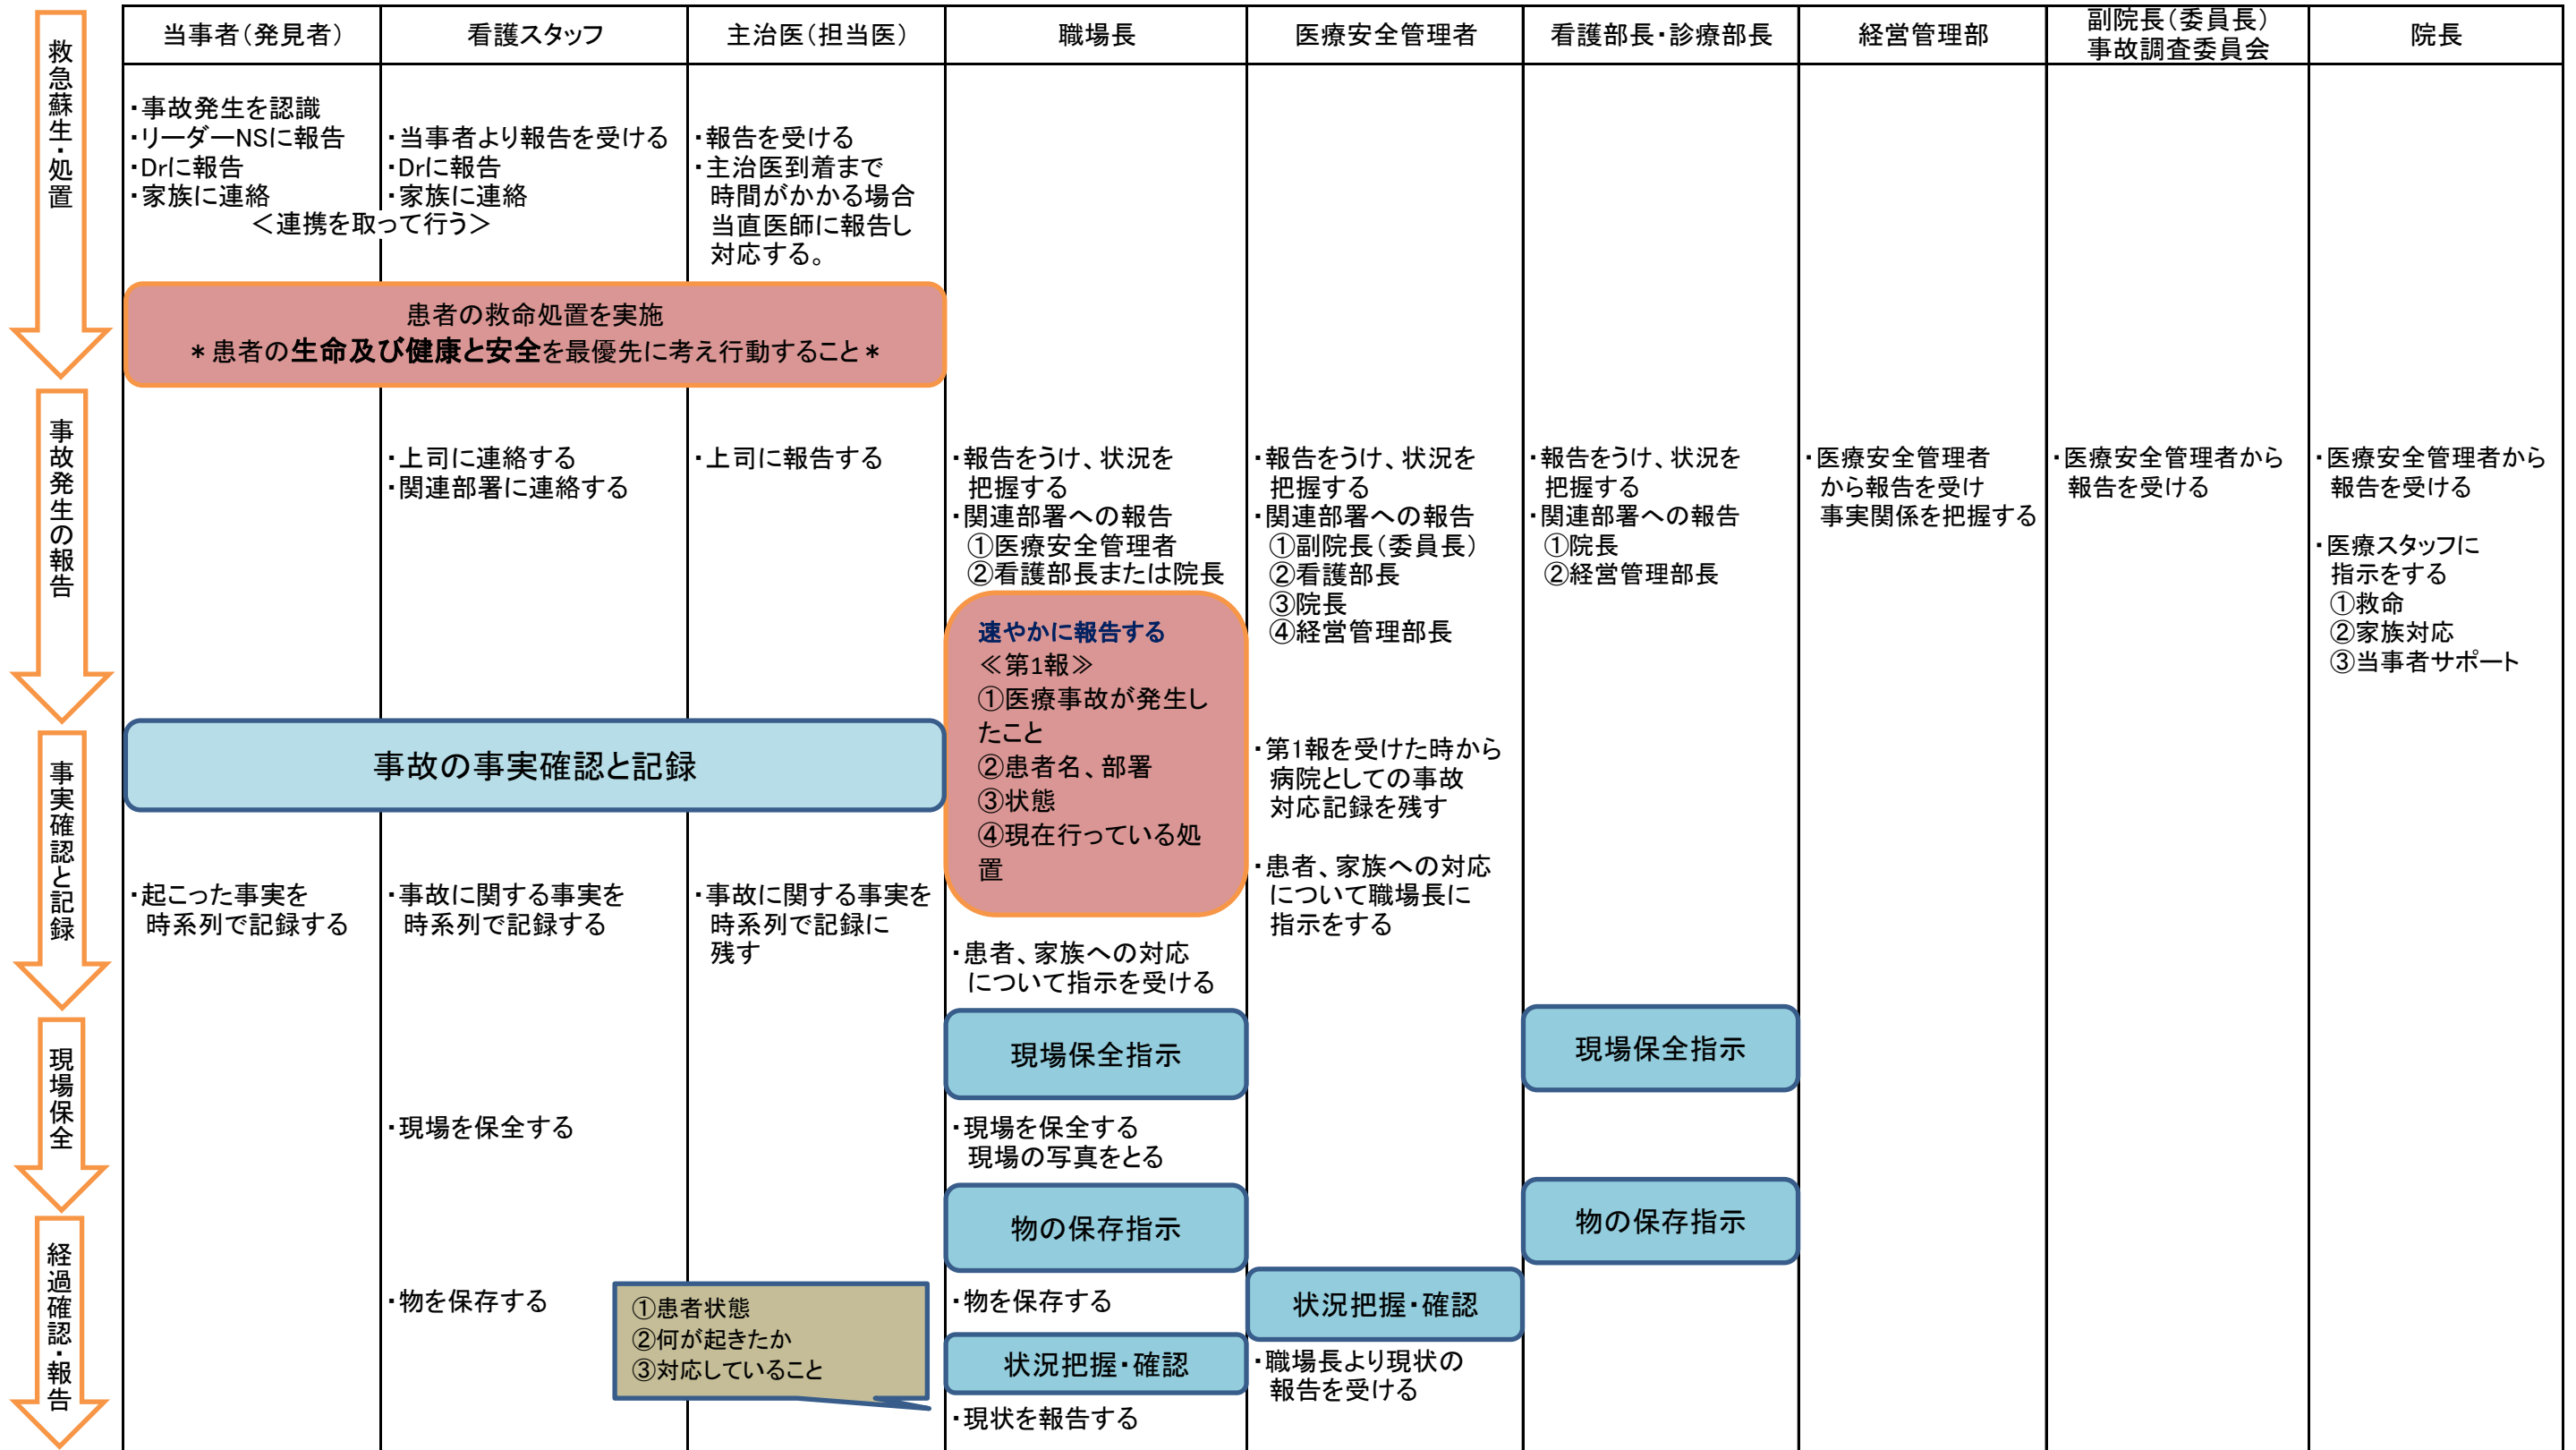 救急蘇生・処置
事故発生の報告
事実確認と記録
現場保全
経過確認・報告
当事者（発見者）
看護スタッフ
主治医（担当医）
職場長
医療安全管理者
看護部長・診療部長
経営管理部
副院長（委員長）
事故調査委員会
院長
・事故発生を認識
・リーダーNSに報告
・Drに報告
・家族に連絡
・当事者より報告を受ける
・Drに報告
・家族に連絡
＜連携を取って行う＞
・報告を受ける
・主治医到着まで
時間がかかる場合
当直医師に報告し
対応する。
患者の救命処置を実施
＊患者の生命及び健康と安全を最優先に考え行動すること＊
・上司に連絡する
・関連部署に連絡する
・上司に報告する
・報告をうけ、状況を
把握する
・関連部署への報告
①医療安全管理者
②看護部長または院長
・報告をうけ、状況を
把握する
・関連部署への報告
①副院長（委員長）
②看護部長
③院長
④経営管理部長
・報告をうけ、状況を
把握する
・関連部署への報告
①院長
②経営管理部長
・医療安全管理者
から報告を受け
事実関係を把握する
・医療安全管理者から
報告を受ける
・医療安全管理者から
報告を受ける
・医療スタッフに
指示をする
①救命
②家族対応
③当事者サポート
速やかに報告する
≪第1報≫
①医療事故が発生し
たこと
②患者名、部署
③状態
④現在行っている処
置
事故の事実確認と記録
・第1報を受けた時から
病院としての事故
対応記録を残す
・患者、家族への対応
について職場長に
指示をする
・起こった事実を
時系列で記録する
・事故に関する事実を
時系列で記録する
・事故に関する事実を
時系列で記録に
残す
・患者、家族への対応
について指示を受ける
現場保全指示
現場保全指示
・現場を保全する
・現場を保全する
現場の写真をとる
物の保存指示
物の保存指示
・物を保存する
①患者状態
②何が起きたか
③対応していること
・物を保存する
状況把握・確認
状況把握・確認
・職場長より現状の
報告を受ける
・現状を報告する